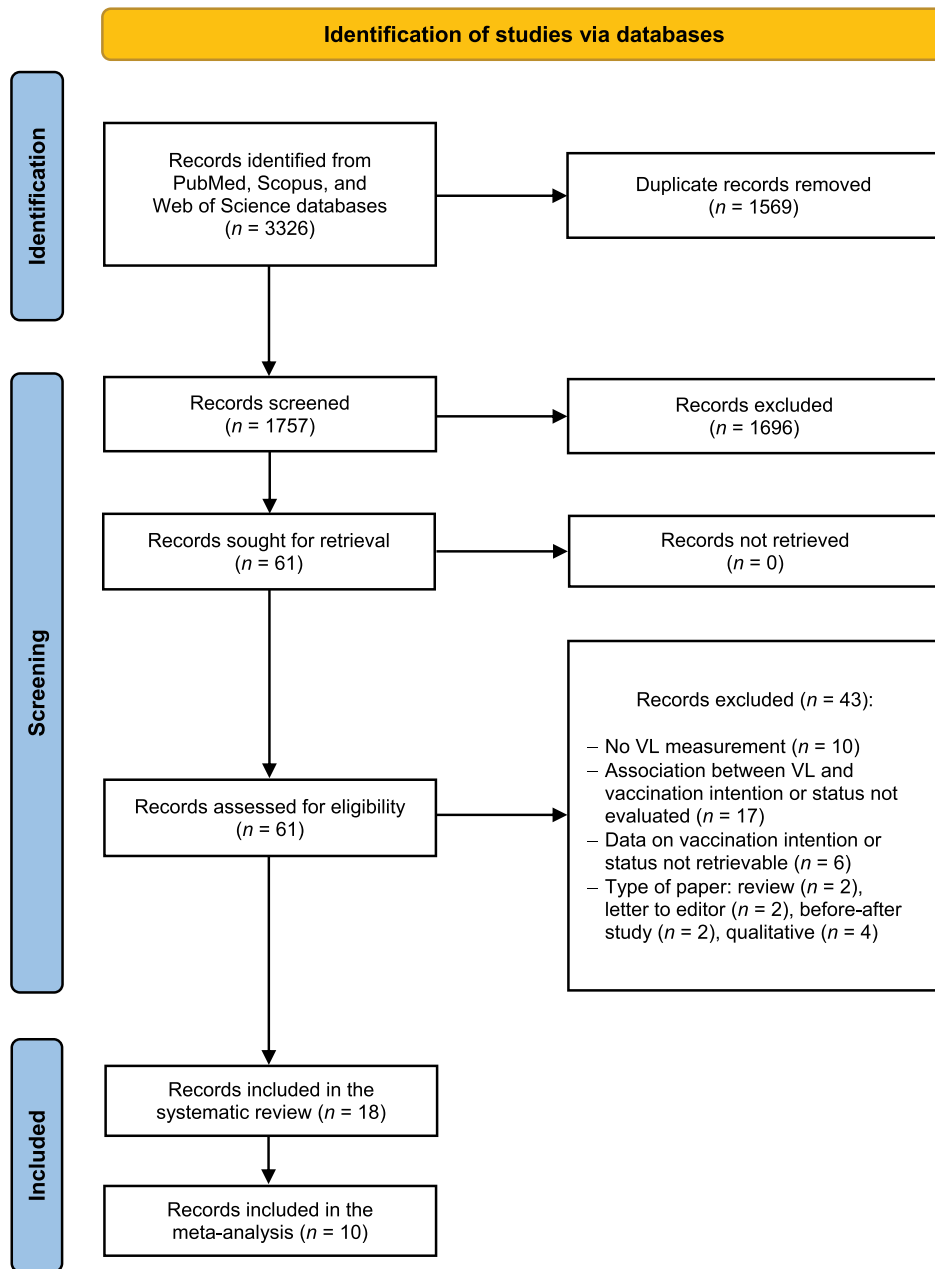 Identification of studies via databases
Identification
Records identified from
PubMed, Scopus, and
Web of Science databases
(n = 3326)
Duplicate records removed
(n = 1569)
Screening
Records screened
(n = 1757)
Records excluded
(n = 1696)
Records sought for retrieval
(n = 61)
Records not retrieved
(n = 0)
Records assessed for eligibility
(n = 61)
Records excluded (n = 43):
– No VL measurement (n = 10)
– Association between VL and
vaccination intention or status not
evaluated (n = 17)
– Data on vaccination intention or
status not retrievable (n = 6)
– Type of paper: review (n = 2),
letter to editor (n = 2), before-after
study (n = 2), qualitative (n = 4)
Included
Records included in the
systematic review (n = 18)
Records included in the
meta-analysis (n = 10)